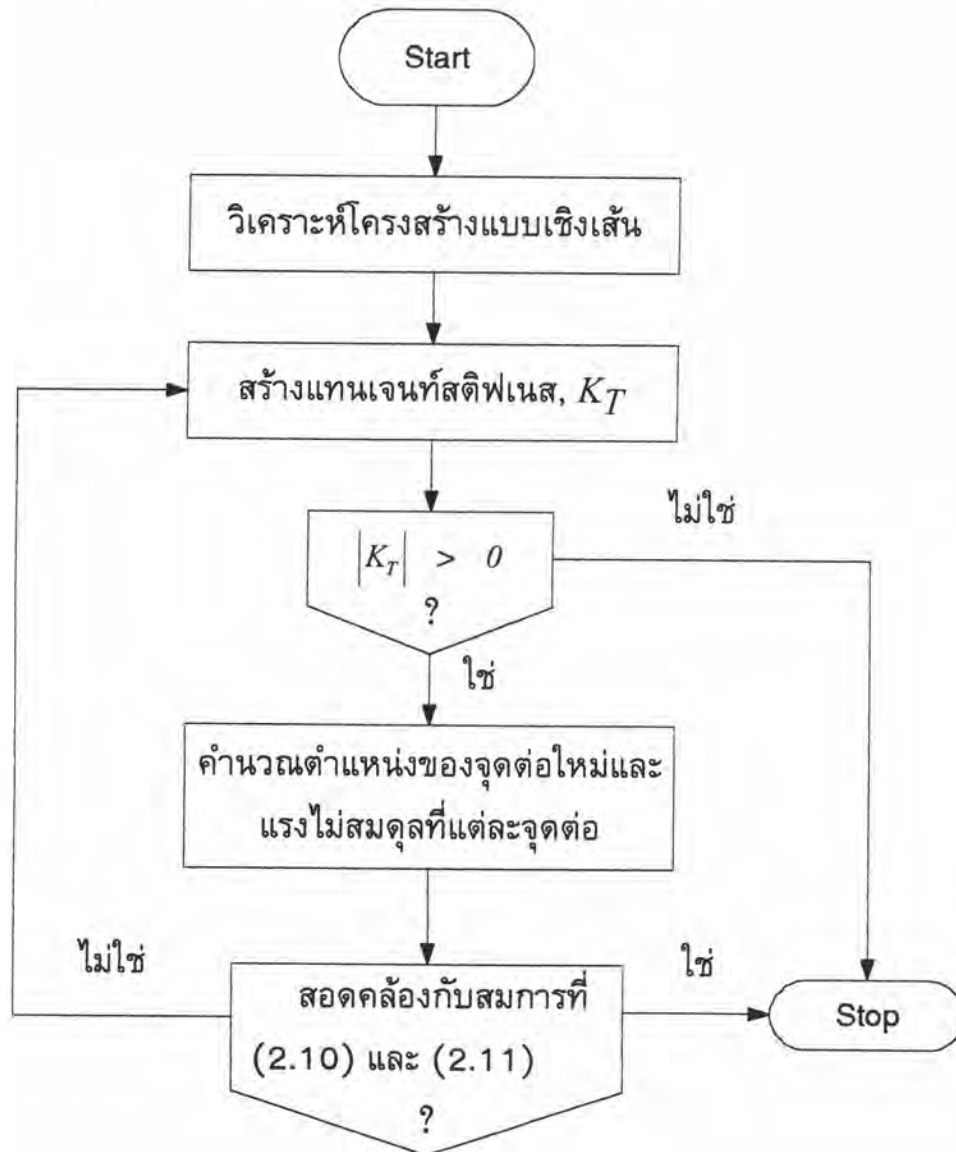 Start
วิเคราะห์โครงสร้างแบบเชิงเส้น
สร้างแทนเจนท์สติฟเนส, K_T
|K_T| > 0
?
ไม่ใช่
ใช่
คำนวณตำแหน่งของจุดต่อใหม่และ
แรงไม่สมดุลที่แต่ละจุดต่อ
ไม่ใช่
สอดคล้องกับสมการที่
(2.10) และ (2.11)
?
ใช่
Stop